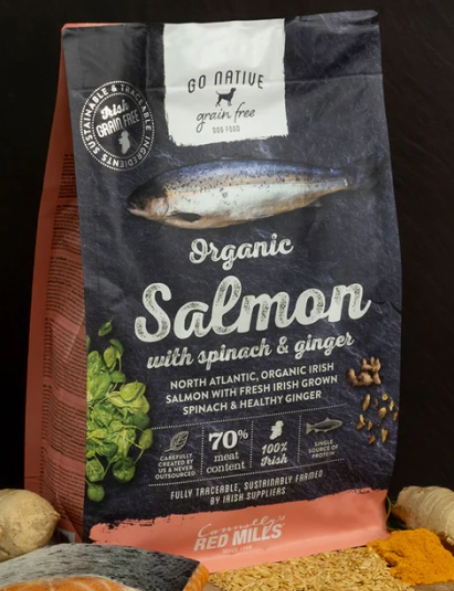 GO NATIVE
grain free
DOG FOOD
SUSTAINABLE & TRACEABLE INGREDIENTS
Irish
GRAIN FREE
Organic
Salmon
with spinach & ginger
NORTH ATLANTIC, ORGANIC IRISH
SALMON WITH FRESH IRISH GROWN
SPINACH & HEALTHY GINGER
CAREFULLY
CREATED BY
US & NEVER
OUTSOURCED
70%
meat
content
100%
Irish
SINGLE
SOURCE OF
PROTEIN
FULLY TRACEABLE, SUSTAINABLY FARMED
BY IRISH SUPPLIERS
Connolly's
RED MILLS